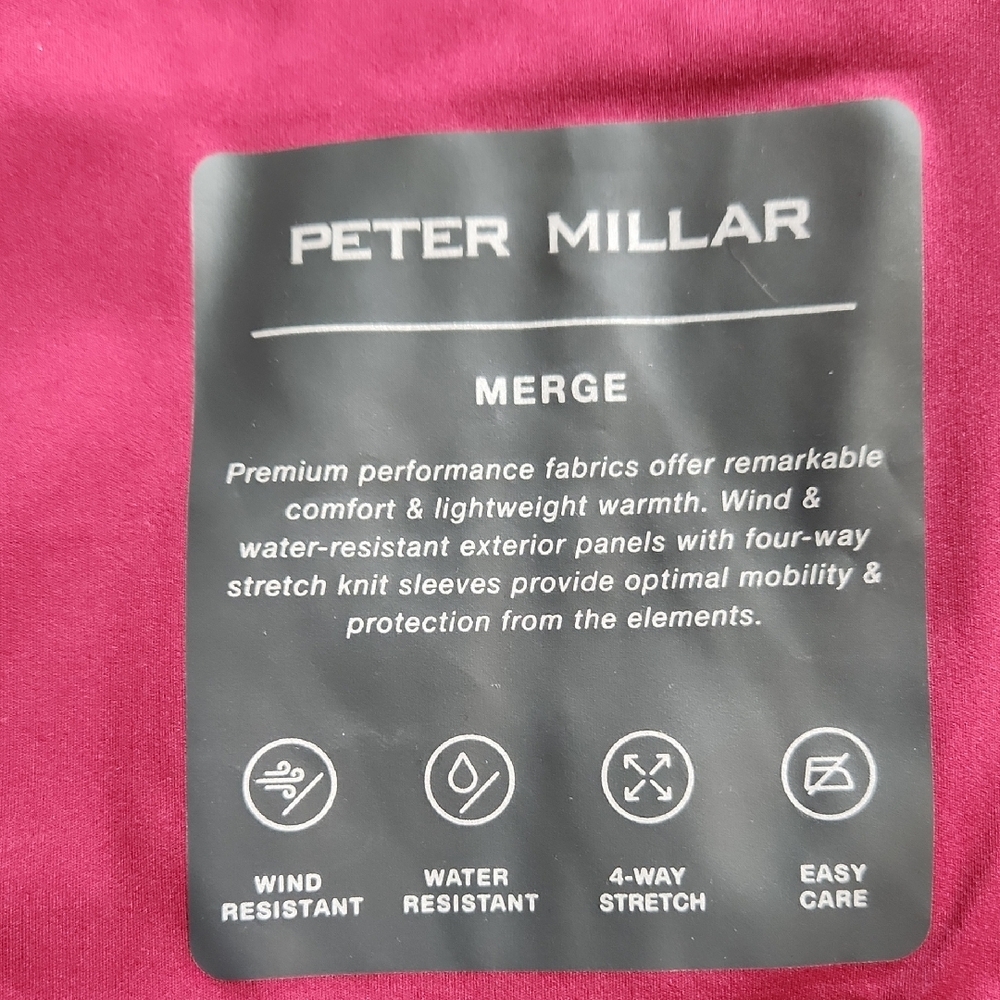 PETER MILLAR
MERGE
Premium performance fabrics offer remarkable
comfort & lightweight warmth. Wind &
water-resistant exterior panels with four-way
stretch knit sleeves provide optimal mobility &
protection from the elements.
WIND WATER 4-WAY EASY
RESISTANT RESISTANT STRETCH CARE